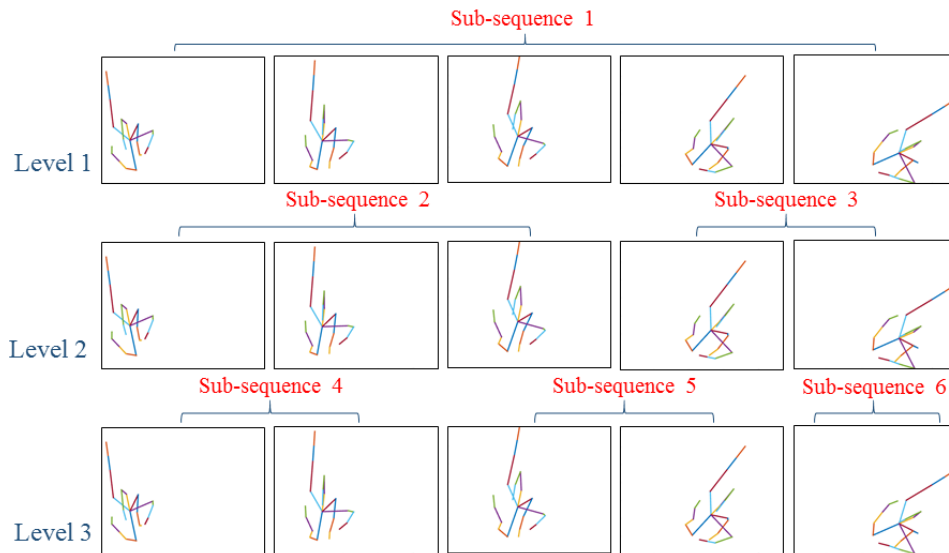 Sub-sequence 1
Level 1
Sub-sequence 2
Sub-sequence 3
Level 2
Sub-sequence 4
Sub-sequence 5
Sub-sequence 6
Level 3